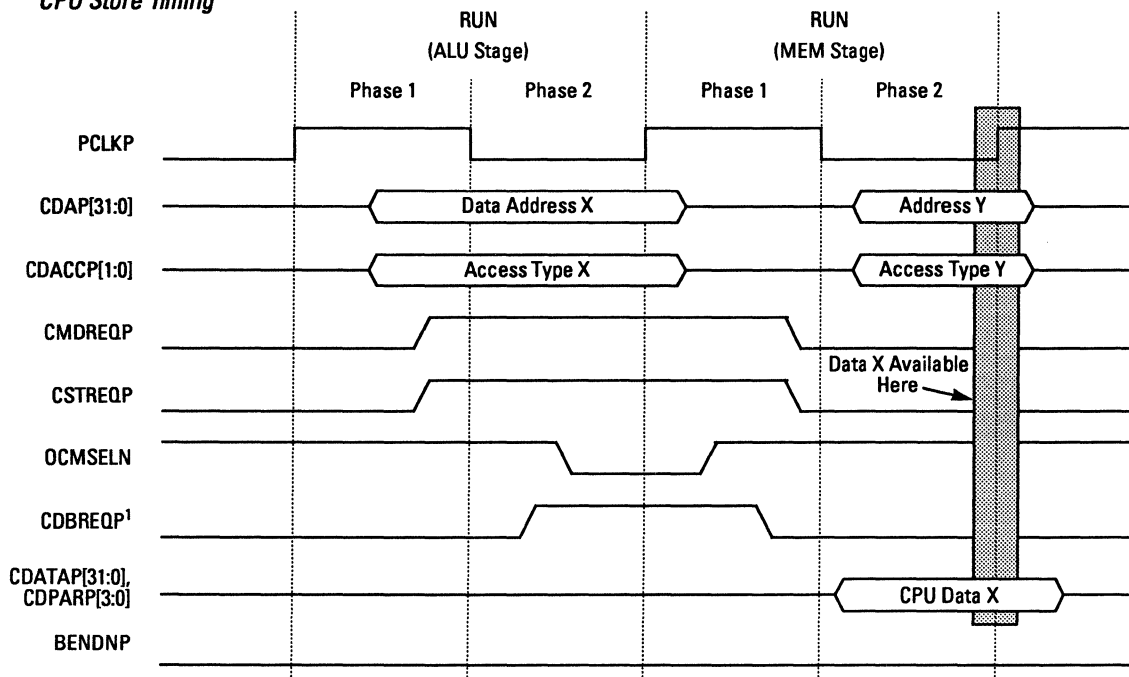 CPU Store Timing
RUN
(ALU Stage)
RUN
(MEM Stage)
Phase 1
Phase 2
Phase 1
Phase 2
PCLKP
CDAP[31:0]
Data Address X
Address Y
CDACCP[1:0]
Access Type X
Access Type Y
CMDREQP
Data X Available
Here
CSTREQP
OCMSELN
CDBREQP¹
CDATAP[31:0],
CDPARP[3:0]
CPU Data X
BENDNP